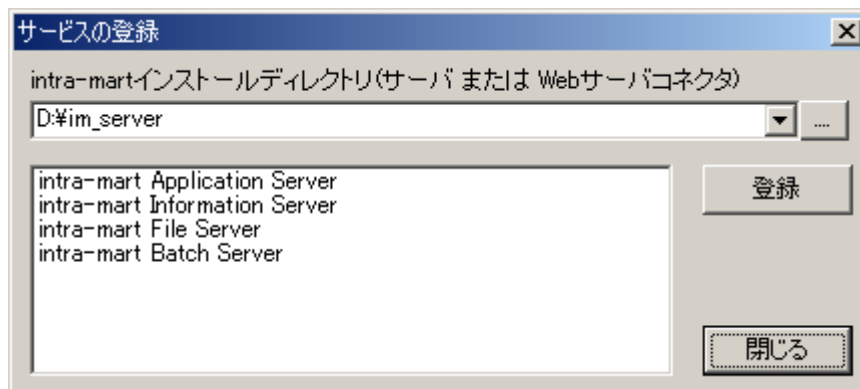 サービスの登録
intra-martインストールディレクトリ(サーバ または Webサーバコネクタ)
D:¥im_server
....
intra-mart Application Server
intra-mart Information Server
intra-mart File Server
intra-mart Batch Server
登録
閉じる